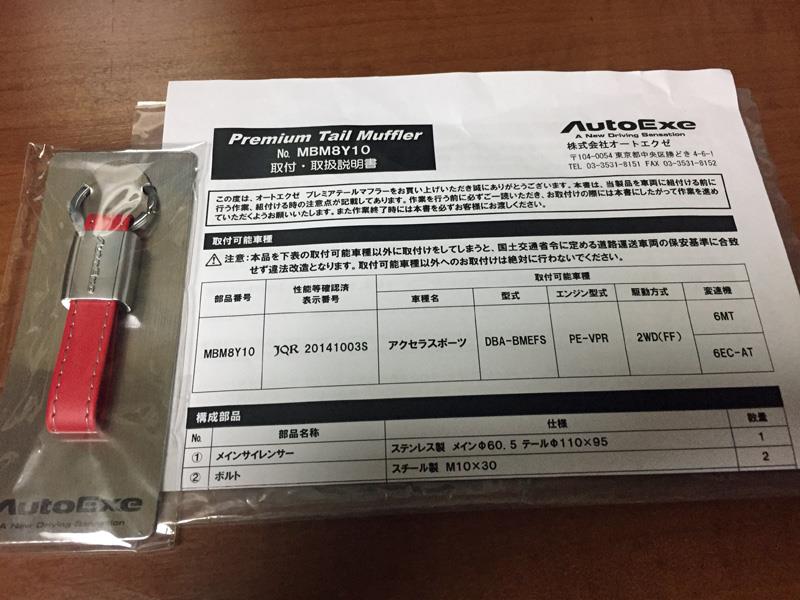 Premium Tail Muffler
No. MBM8Y10
取付・取扱説明書
AutoExe
A New Driving Sensation
株式会社オートエクゼ
〒104-0054 東京都中央区勝どき 4-6-1
TEL 03-3531-8151 FAX 03-3531-8152
この度は、オートエクゼ プレミアテールマフラーをお買い上げいただき誠にありがとうございます。本書は、当製品を車両に組付ける前に
行う作業、組付ける時の注意点が記載してあります。作業を行う前に必ずご一読いただき、お取付けの際には本書にしたがって作業を進め
ていただくようお願いいたします。また作業終了時には本書を必ずお客様にお渡しください。
取付可能車種
注意:本品を下表の取付可能車種以外に取付けをしてしまうと、国土交通省令に定める道路運送車両の保安基準に合致
せず違法改造となります。取付可能車種以外へのお取付けは絶対に行わないでください。
部品番号 性能等確認済表示番号 取付可能車種
車種名 型式 エンジン型式 駆動方式 変速機
MBM8Y10 JQR 20141003S アクセラスポーツ DBA-BMEFS PE-VPR 2WD(FF) 6MT
6EC-AT
構成部品
No. 部品名称 仕様 数量
① メインサイレンサー ステンレス製 メインΦ60.5 テールΦ110×95 1
② ボルト スチール製 M10×30 2
AutoExe
AutoExe
A New Driving Sensation